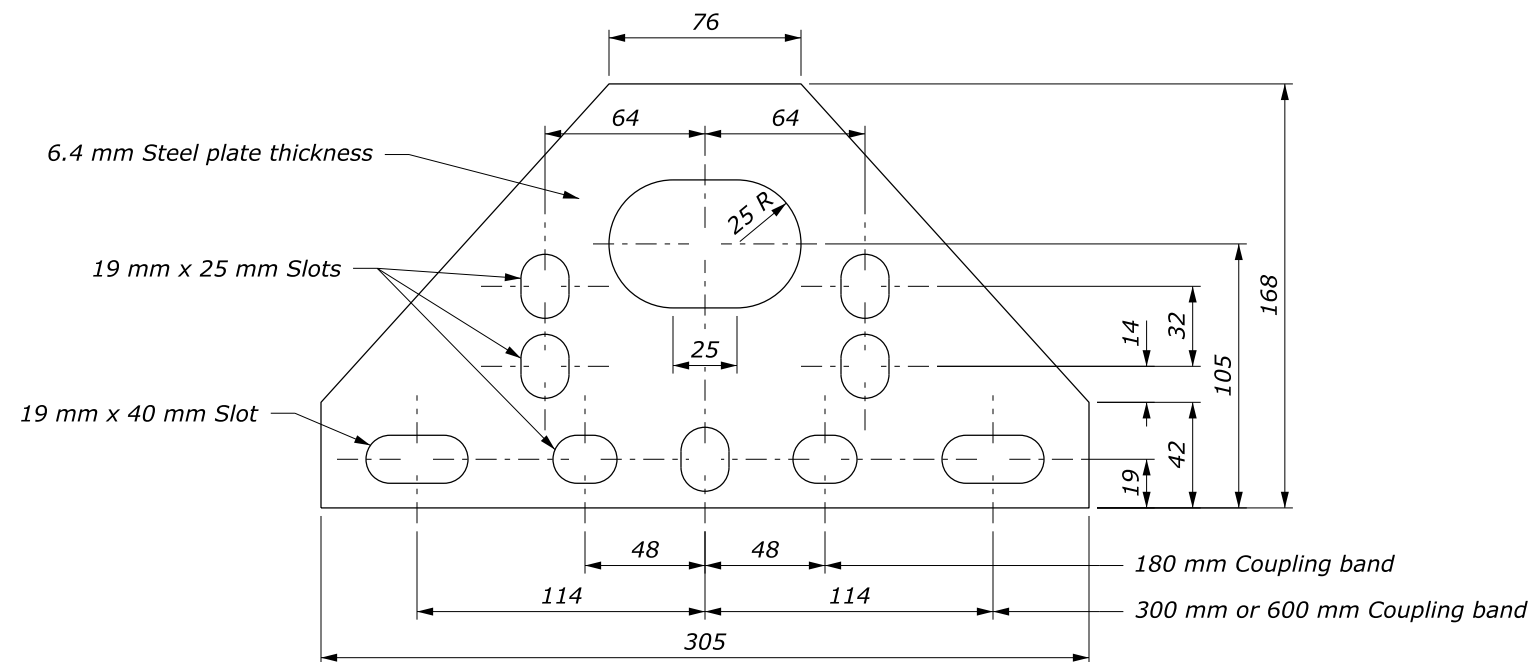 76
64
64
6.4 mm Steel plate thickness
25 R
19 mm x 25 mm Slots
168
14
32
25
105
19 mm x 40 mm Slot
19
42
48
48
180 mm Coupling band
114
114
300 mm or 600 mm Coupling band
305